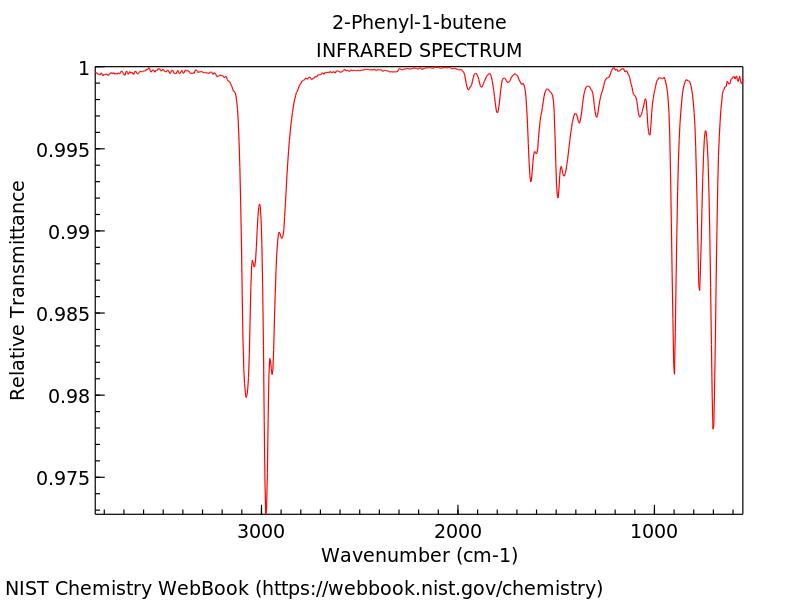 2-Phenyl-1-butene
INFRARED SPECTRUM
1
0.995
0.99
0.985
0.98
0.975
Relative Transmittance
3000 2000 1000
Wavenumber (cm-1)
NIST Chemistry WebBook (https://webbook.nist.gov/chemistry)